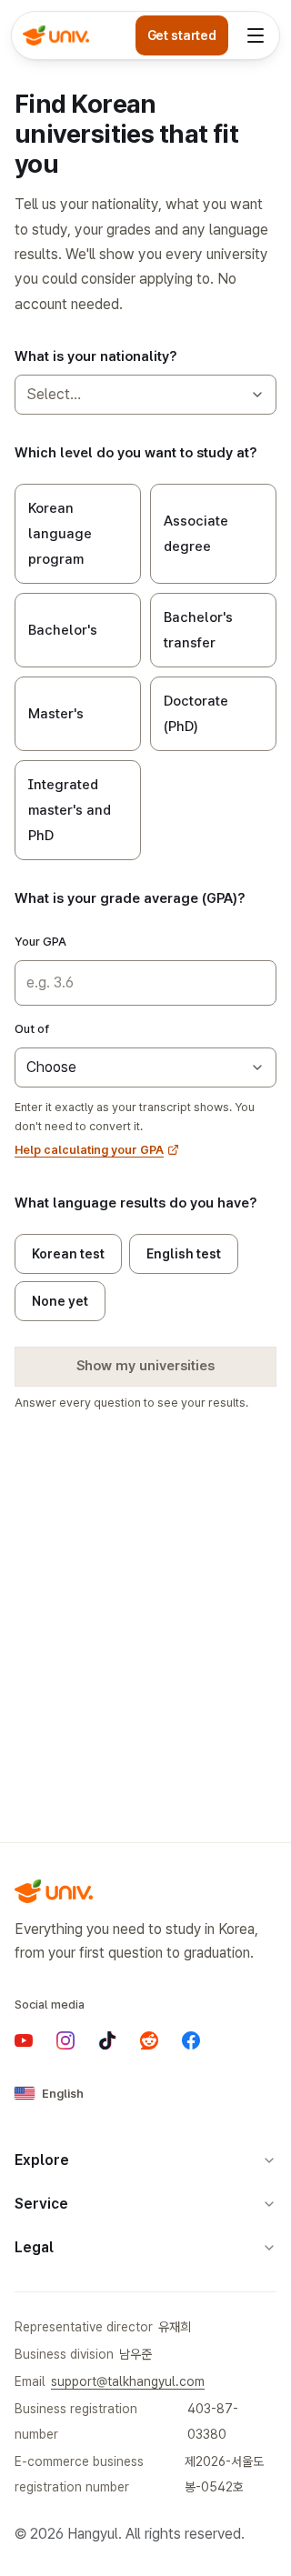 UNIV.
Get started
Find Korean
universities that fit
you
Tell us your nationality, what you want
to study, your grades and any language
results. We'll show you every university
you could consider applying to. No
account needed.
What is your nationality?
Select...
Which level do you want to study at?
Korean
language
program
Associate
degree
Bachelor's
Bachelor's
transfer
Master's
Doctorate
(PhD)
Integrated
master's and
PhD
What is your grade average (GPA)?
Your GPA
e.g. 3.6
Out of
Choose
Enter it exactly as your transcript shows. You
don't need to convert it.
Help calculating your GPA
What language results do you have?
Korean test
English test
None yet
Show my universities
Answer every question to see your results.
UNIV.
Everything you need to study in Korea,
from your first question to graduation.
Social media
English
Explore
Service
Legal
Representative director 유재희
Business division 남우준
Email support@talkhangyul.com
Business registration
number
403-87-
03380
E-commerce business
registration number
제2026-서울도
봉-0542호
© 2026 Hangyul. All rights reserved.